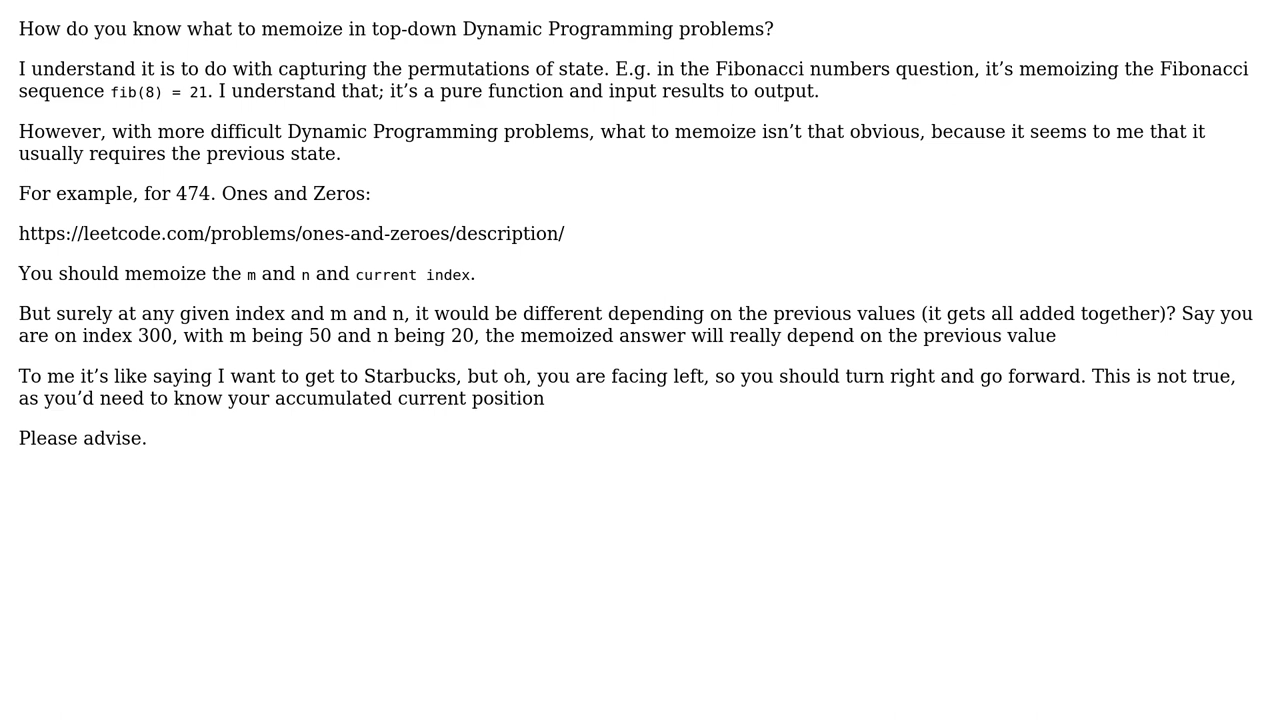 How do you know what to memoize in top-down Dynamic Programming problems?
I understand it is to do with capturing the permutations of state. E.g. in the Fibonacci numbers question, it’s memoizing the Fibonacci
sequence fib(8) = 21. I understand that; it’s a pure function and input results to output.
However, with more difficult Dynamic Programming problems, what to memoize isn’t that obvious, because it seems to me that it
usually requires the previous state.
For example, for 474. Ones and Zeros:
https://leetcode.com/problems/ones-and-zeroes/description/
You should memoize the m and n and current index.
But surely at any given index and m and n, it would be different depending on the previous values (it gets all added together)? Say you
are on index 300, with m being 50 and n being 20, the memoized answer will really depend on the previous value
To me it’s like saying I want to get to Starbucks, but oh, you are facing left, so you should turn right and go forward. This is not true,
as you’d need to know your accumulated current position
Please advise.